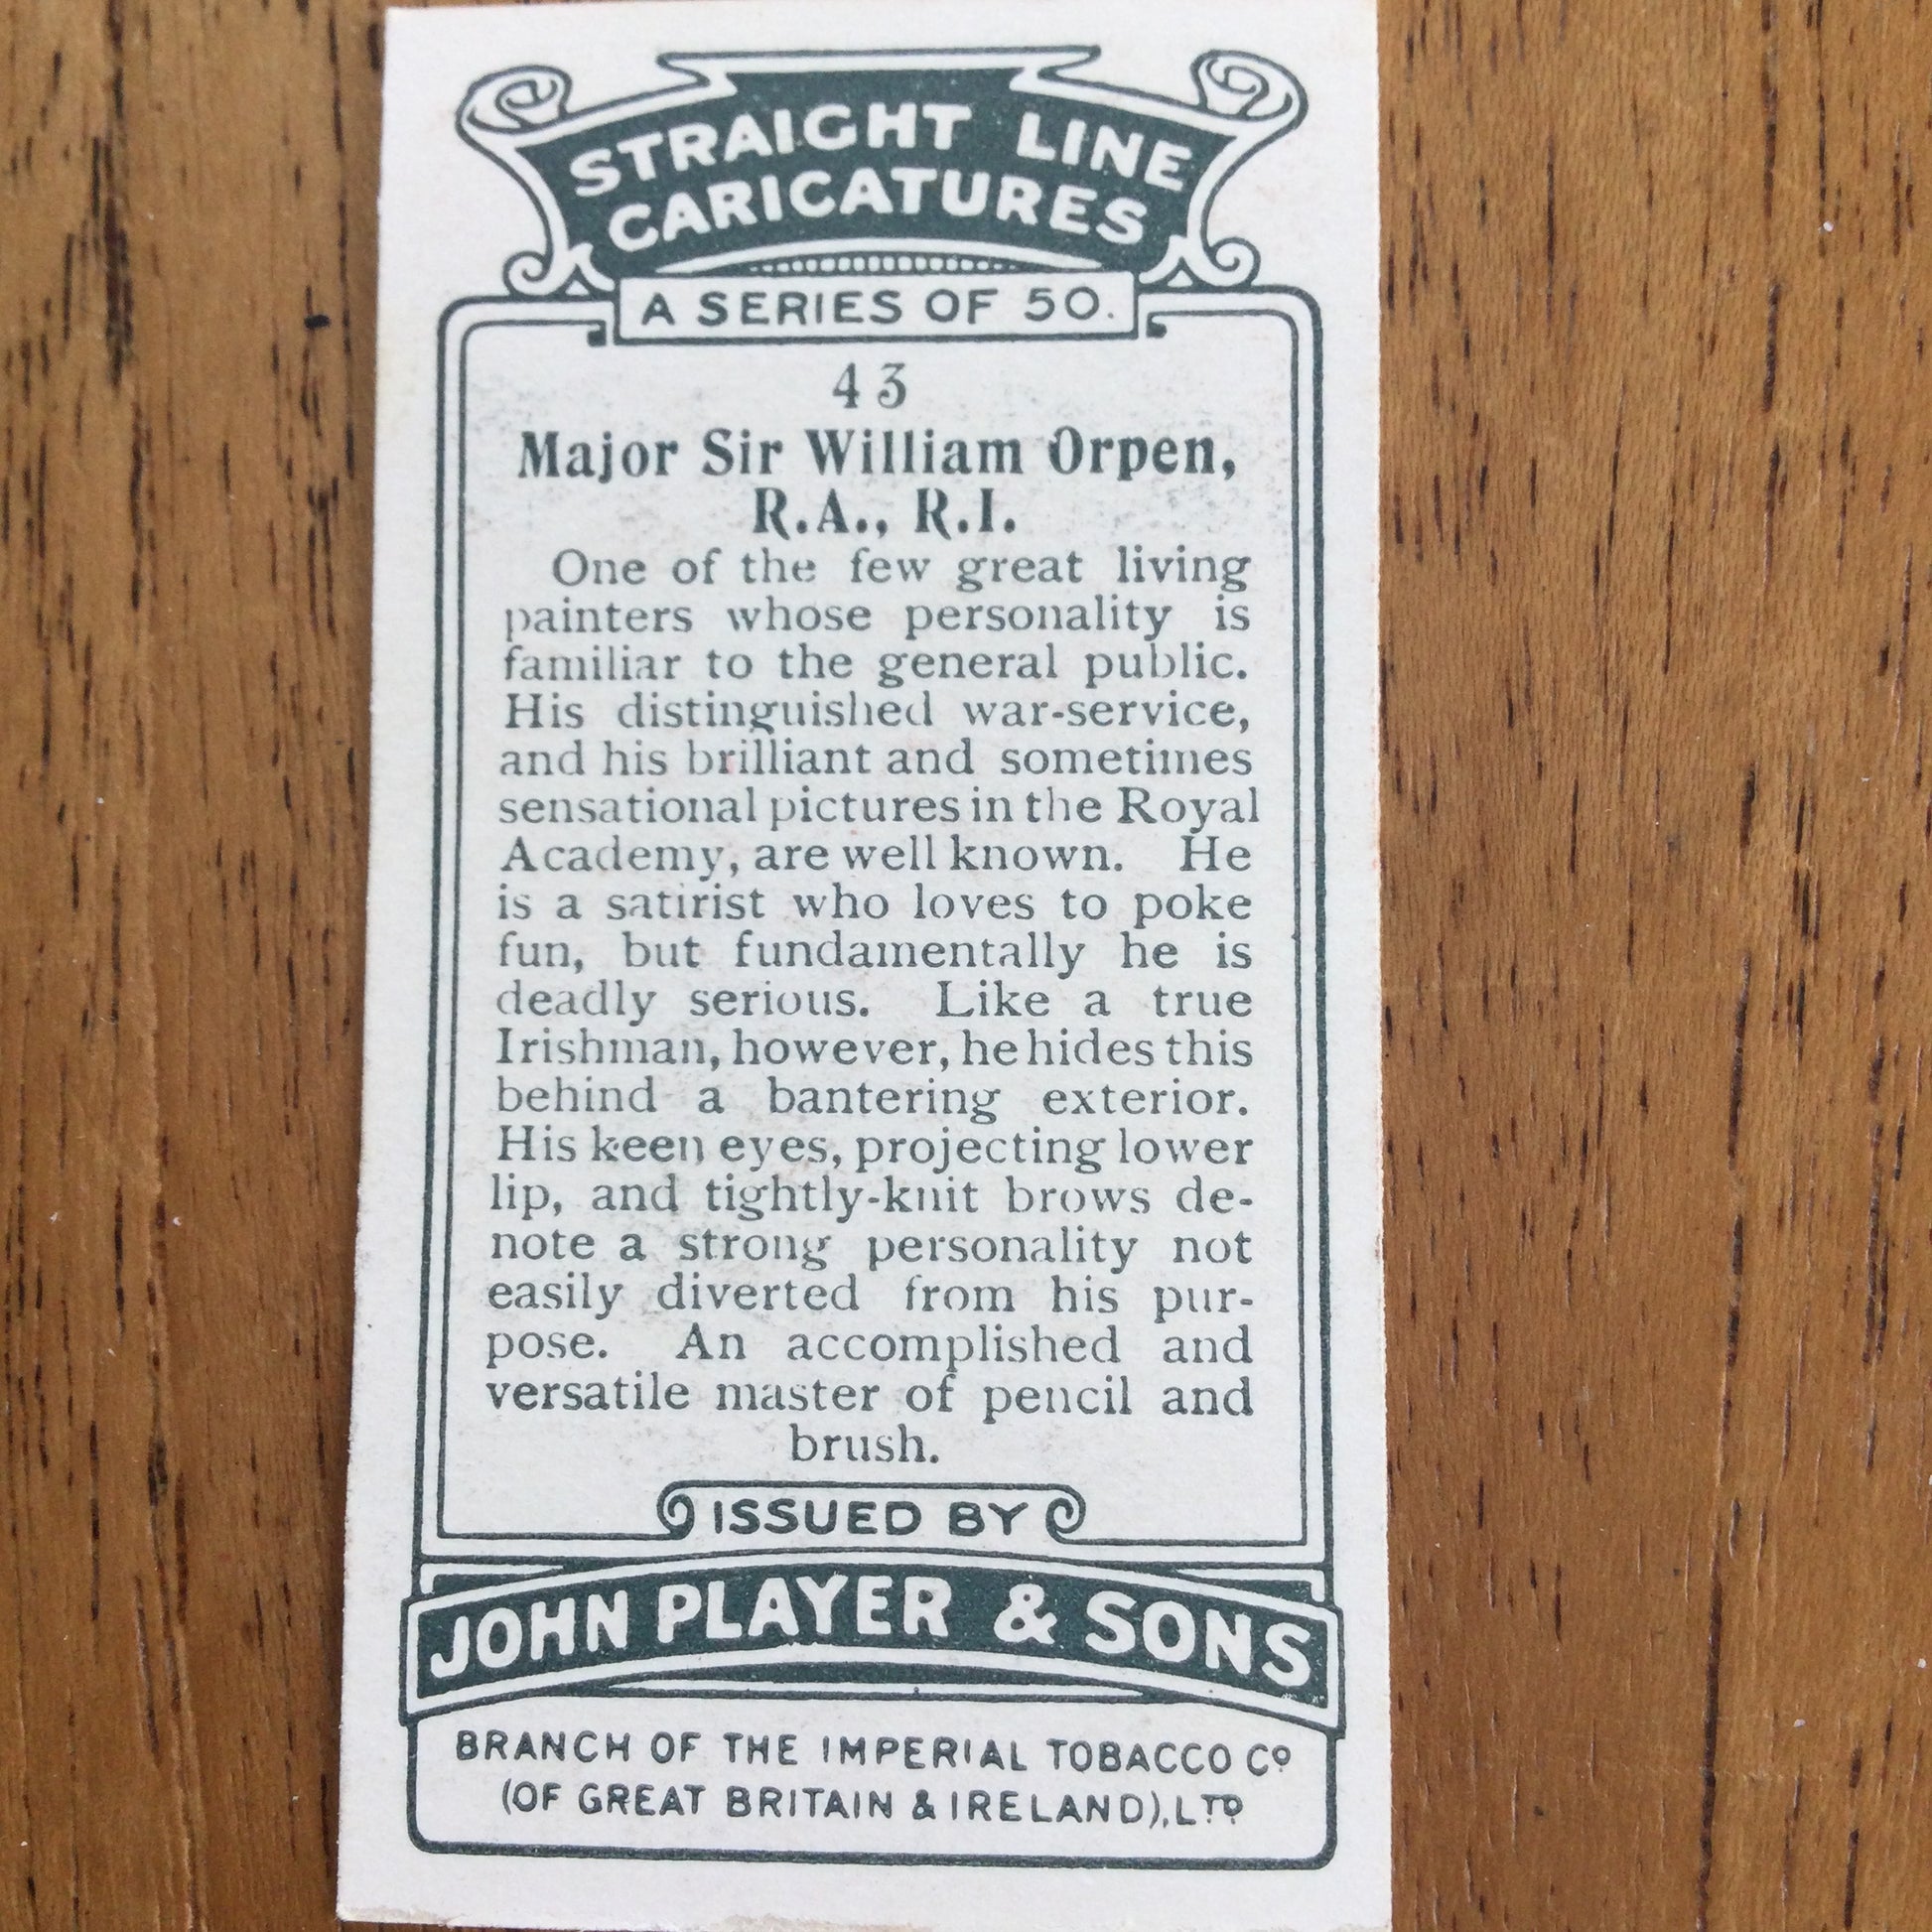 STRAIGHT LINE
CARICATURES
A SERIES OF 50.
43
Major Sir William Orpen,
R.A., R.I.
One of the few great living
painters whose personality is
familiar to the general public.
His distinguished war-service,
and his brilliant and sometimes
sensational pictures in the Royal
Academy, are well known. He
is a satirist who loves to poke
fun, but fundamentally he is
deadly serious. Like a true
Irishman, however, he hides this
behind a bantering exterior.
His keen eyes, projecting lower
lip, and tightly-knit brows de-
note a strong personality not
easily diverted from his pur-
pose. An accomplished and
versatile master of pencil and
brush.
ISSUED BY
JOHN PLAYER & SONS
BRANCH OF THE IMPERIAL TOBACCO Cº
(OF GREAT BRITAIN & IRELAND), LTD